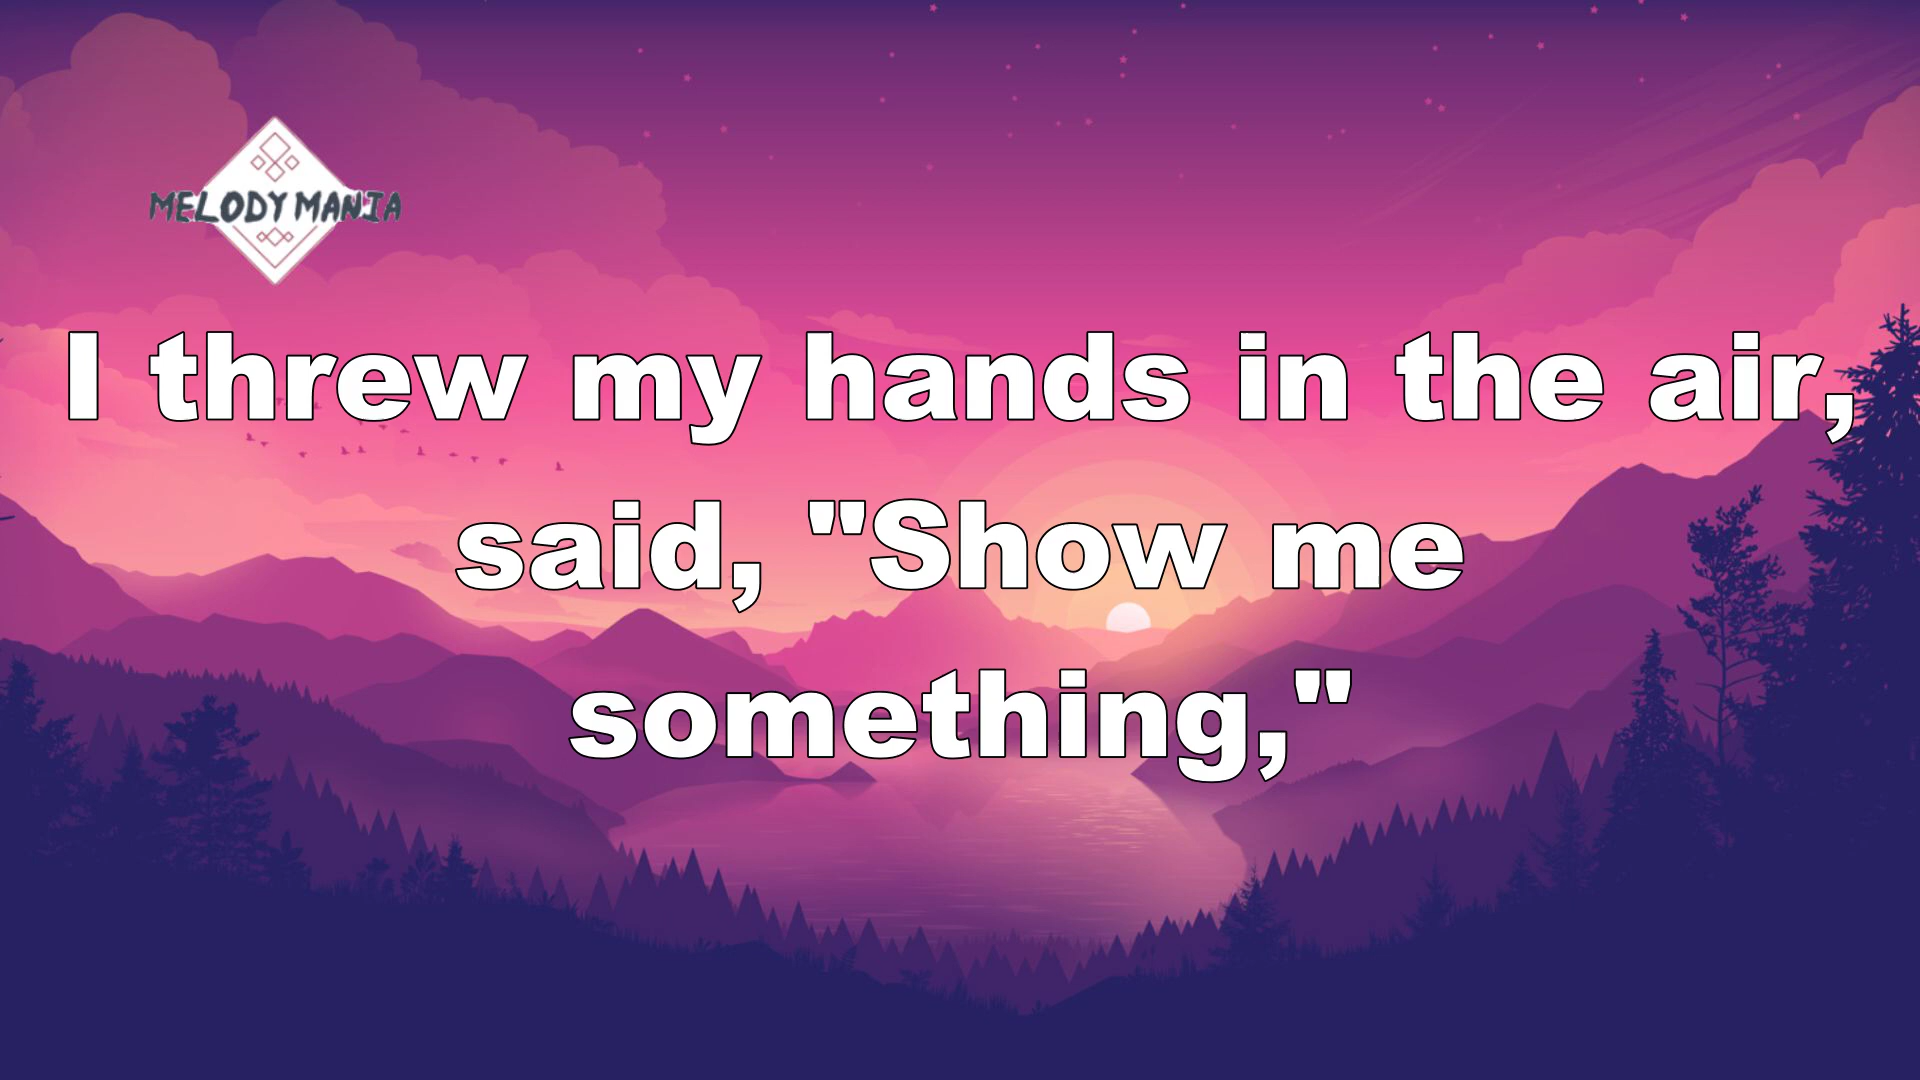 MELODY MANIA
I threw my hands in the air,
said, "Show me
something,"